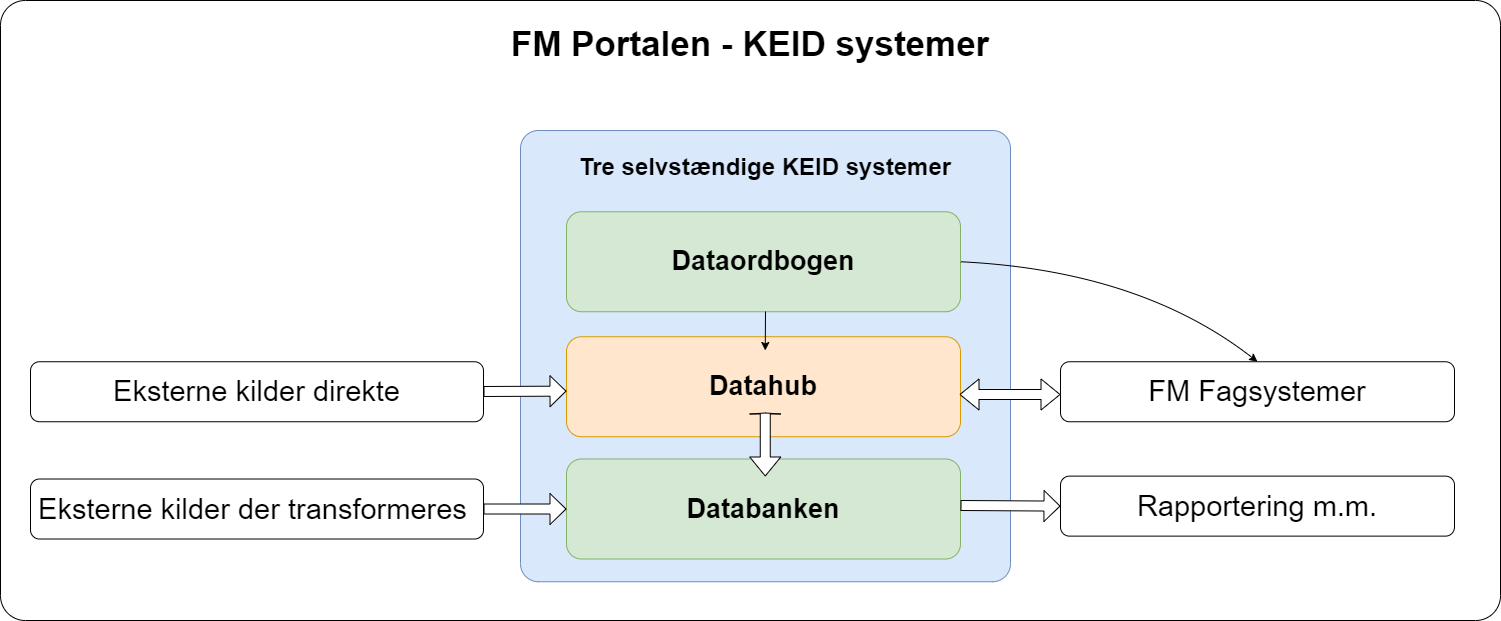 FM Portalen - KEID systemer
Tre selvstændige KEID systemer
Dataordbogen
Eksterne kilder direkte
Datahub
FM Fagsystemer
Eksterne kilder der transformeres
Databanken
Rapportering m.m.